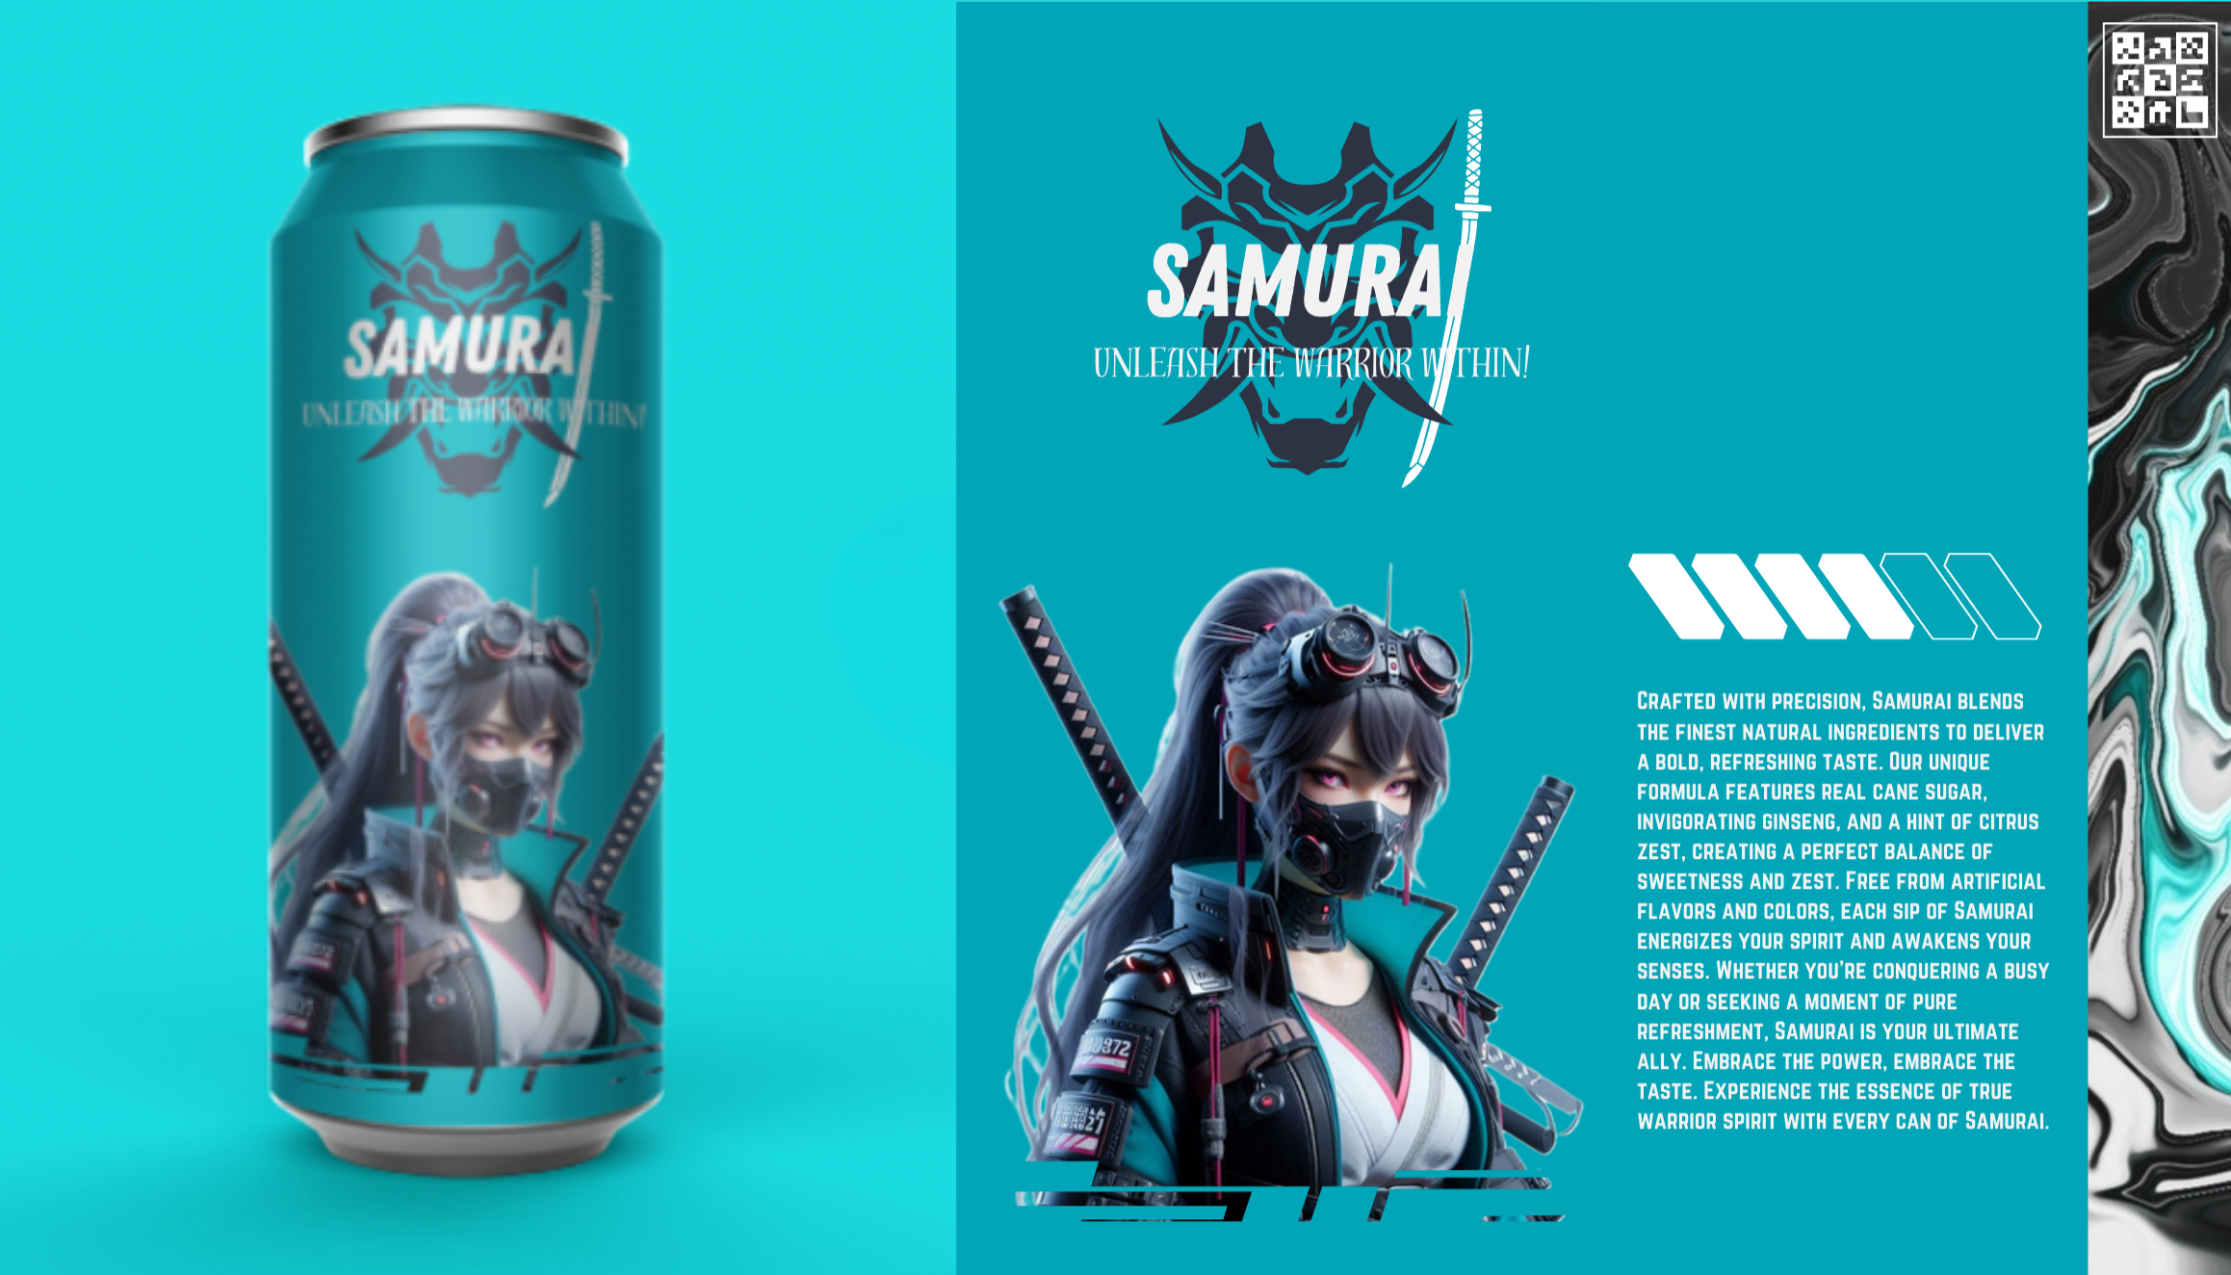 SAMURAI
UNLEASH THE WARRIOR WITHIN!
SAMURAI
UNLEASH THE WARRIOR WITHIN!
Crafted with precision, Samurai blends
the finest natural ingredients to deliver
a bold, refreshing taste. Our unique
formula features real cane sugar,
invigorating ginseng, and a hint of citrus
zest, creating a perfect balance of
sweetness and zest. Free from artificial
flavors and colors, each sip of Samurai
energizes your spirit and awakens your
senses. Whether you're conquering a busy
day or seeking a moment of pure
refreshment, Samurai is your ultimate
ally. Embrace the power, embrace the
taste. Experience the essence of true
warrior spirit with every can of Samurai.